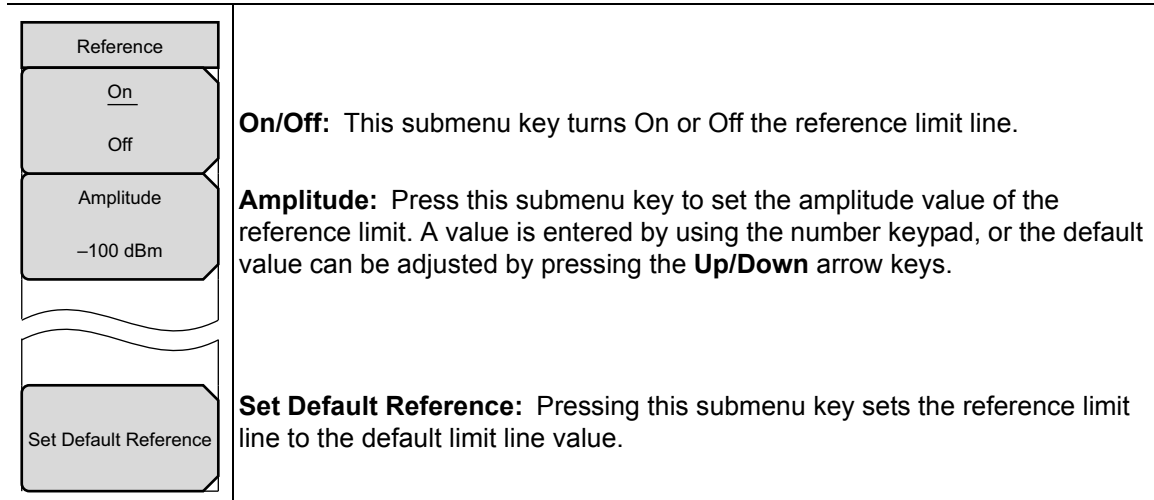 Reference
On
Off
On/Off: This submenu key turns On or Off the reference limit line.
Amplitude
–100 dBm
Amplitude: Press this submenu key to set the amplitude value of the
reference limit. A value is entered by using the number keypad, or the default
value can be adjusted by pressing the Up/Down arrow keys.
Set Default Reference
Set Default Reference: Pressing this submenu key sets the reference limit
line to the default limit line value.